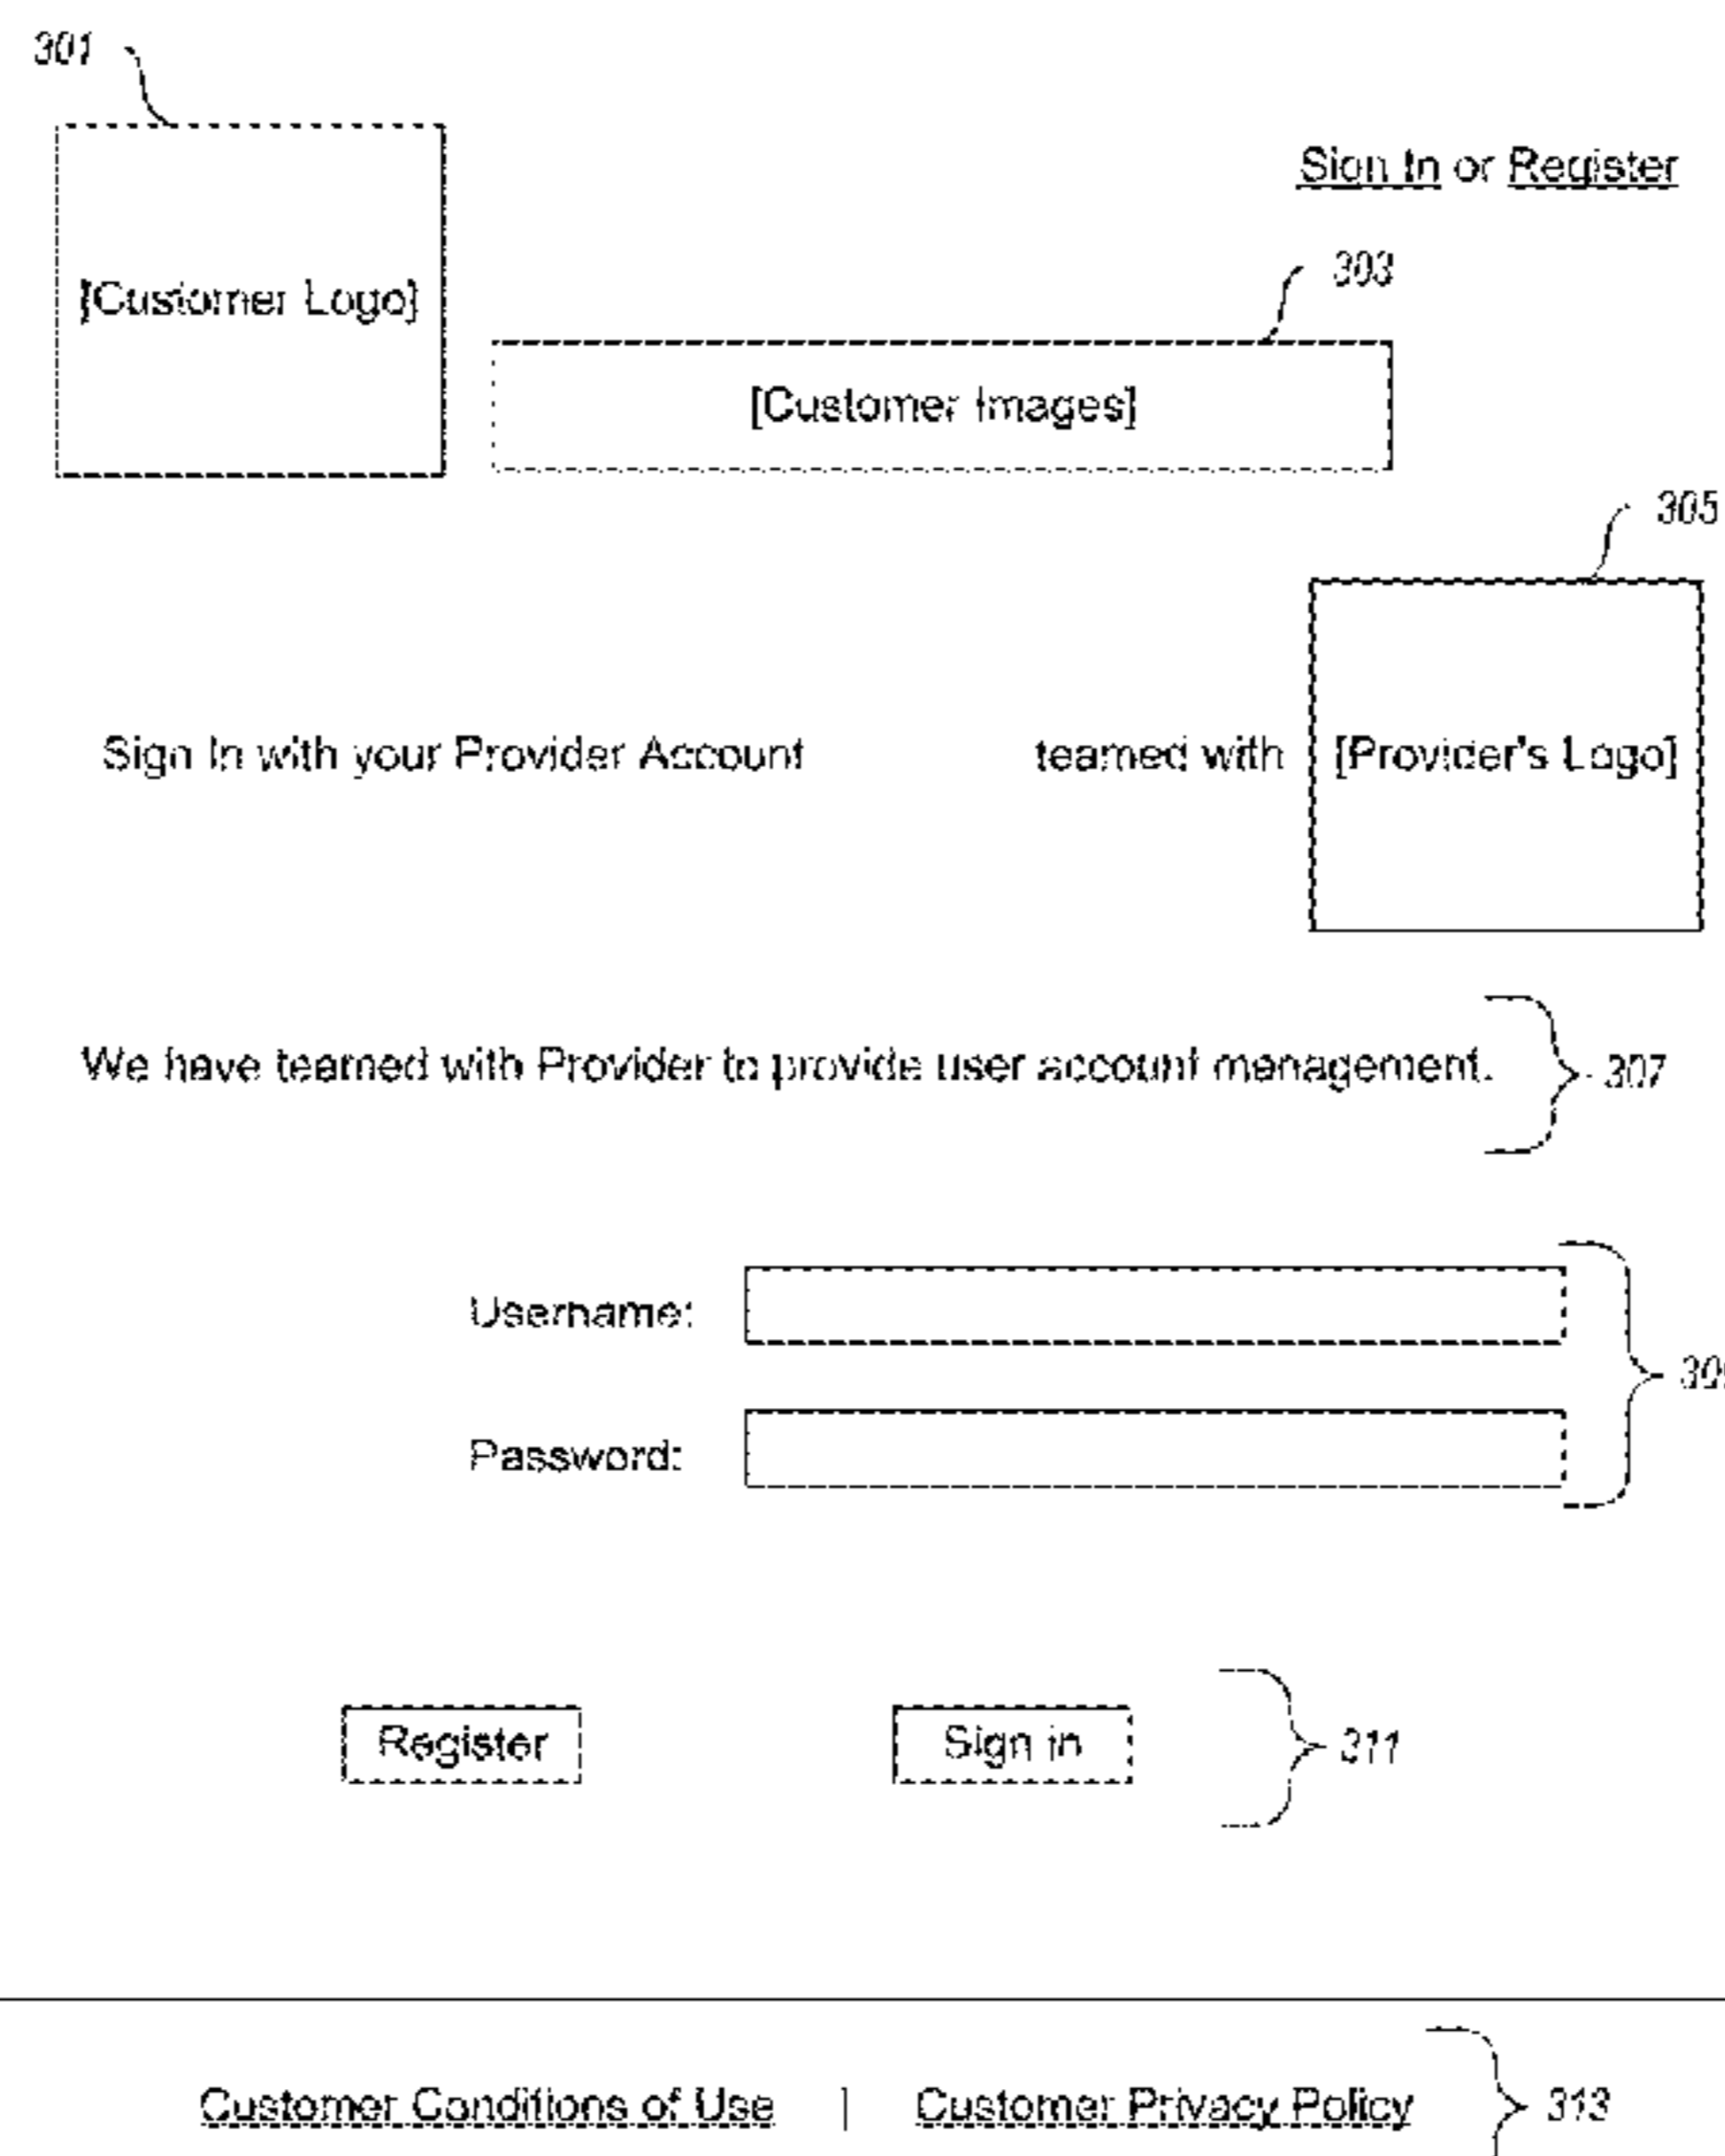 301
Sign In or Register
[Customer Logo]
303
[Customer Images]
305
Sign In with your Provider Account teamed with [Provider's Logo]
We have teamed with Provider to provide user account management. 307
Username:
Password:
Register Sign in 311
Customer Conditions of Use | Customer Privacy Policy 313